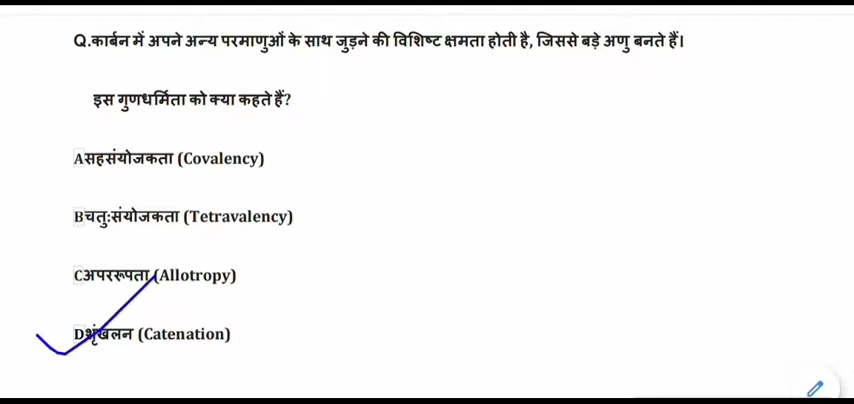 Q.कार्बन में अपने अन्य परमाणुओं के साथ जुड़ने की विशिष्ट क्षमता होती है, जिससे बड़े अणु बनते हैं।
इस गुणधर्मिता को क्या कहते हैं?
Aसहसंयोजकता (Covalency)
Bचतु:संयोजकता (Tetravalency)
Cअपररूपता (Allotropy)
Dश्रृंखलन (Catenation)